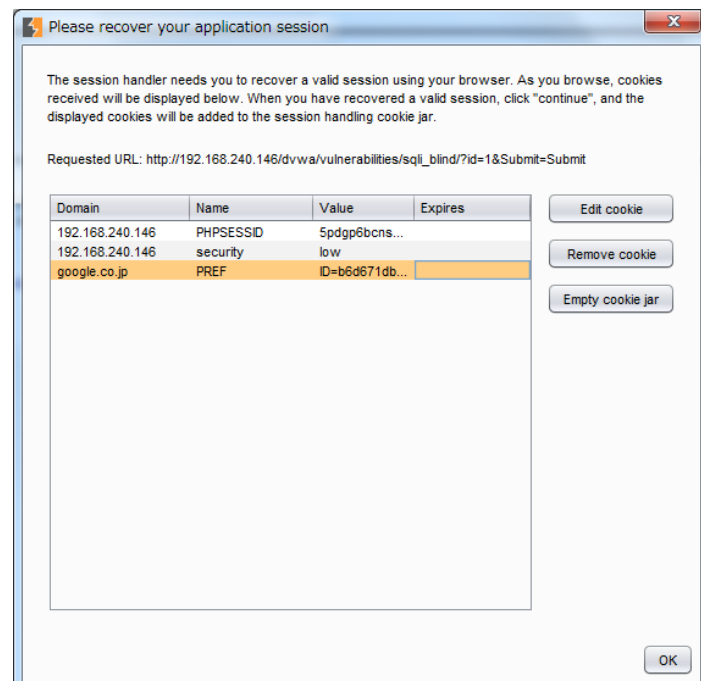 Please recover your application session
The session handler needs you to recover a valid session using your browser. As you browse, cookies
received will be displayed below. When you have recovered a valid session, click "continue", and the
displayed cookies will be added to the session handling cookie jar.
Requested URL: http://192.168.240.146/dvwa/vulnerabilities/sqli_blind/?id=1&Submit=Submit
Domain Name Value Expires
192.168.240.146 PHPSESSID 5pdgp6bcns...
192.168.240.146 security low
google.co.jp PREF ID=b6d671db...
Edit cookie
Remove cookie
Empty cookie jar
OK